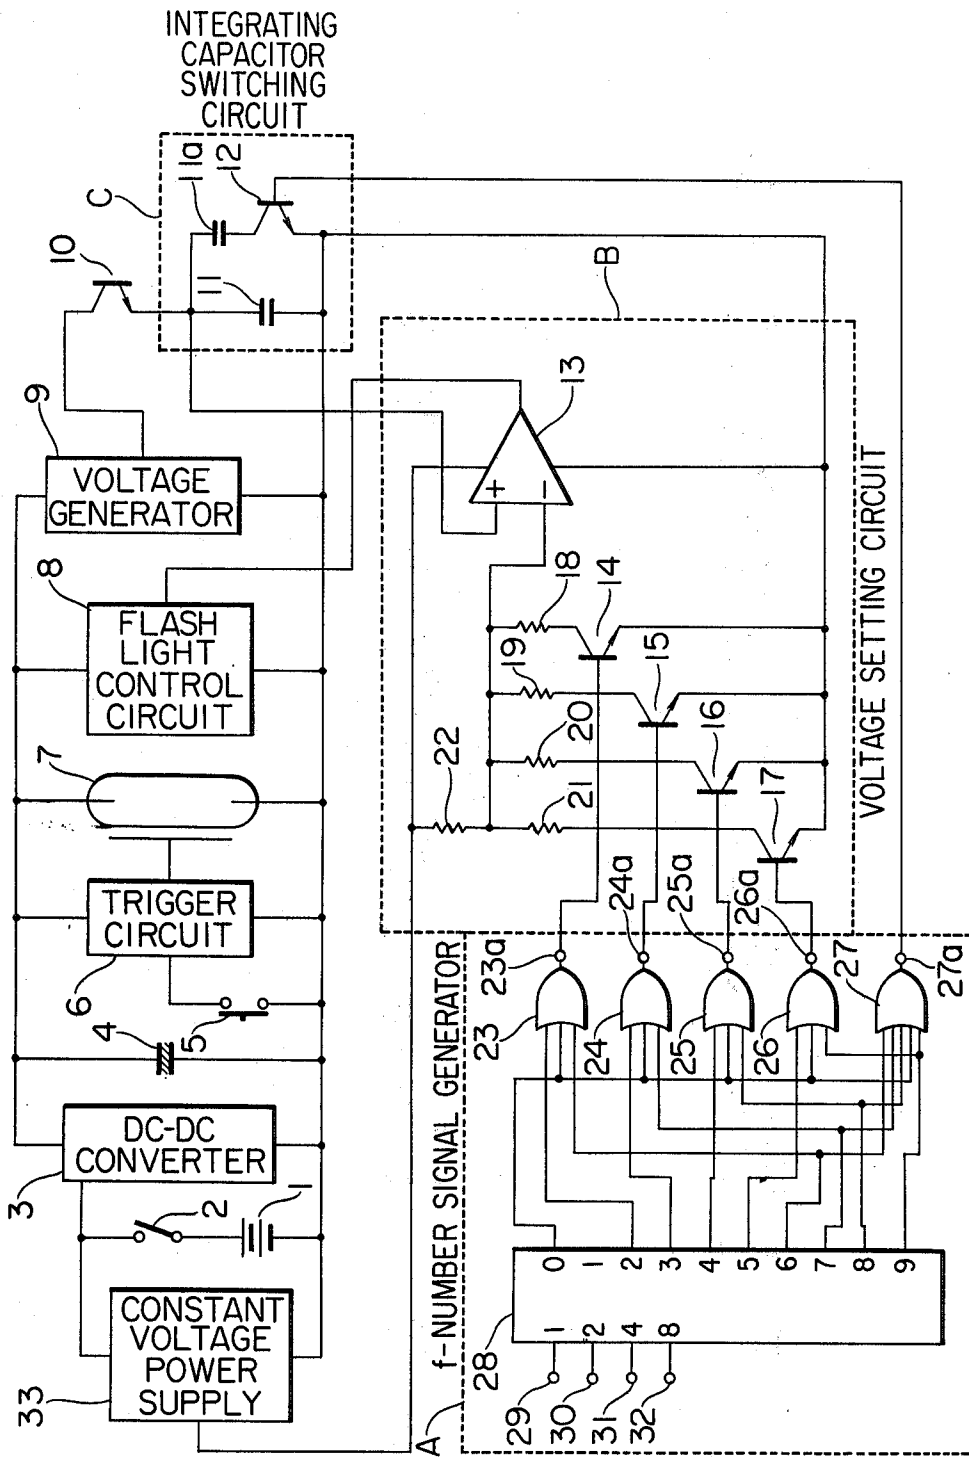 INTEGRATING
CAPACITOR
SWITCHING
CIRCUIT
C
11a
12
10
11
9
VOLTAGE
GENERATOR
B
13
8
FLASH
LIGHT
CONTROL
CIRCUIT
18
14
19
15
7
20
16
22
21
17
VOLTAGE SETTING CIRCUIT
TRIGGER
CIRCUIT
6
5
4
23a
24a
25a
26a
27
27a
23
24
25
26
DC-DC
CONVERTER
3
2
1
f-NUMBER SIGNAL GENERATOR
0
1
2
3
4
5
6
7
8
9
28
1
2
4
8
29
30
31
32
CONSTANT
VOLTAGE
POWER
SUPPLY
33
A
+
−